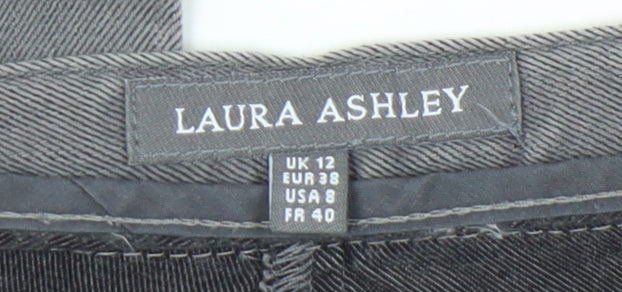 LAURA ASHLEY
UK 12
EUR 38
USA 8
FR 40